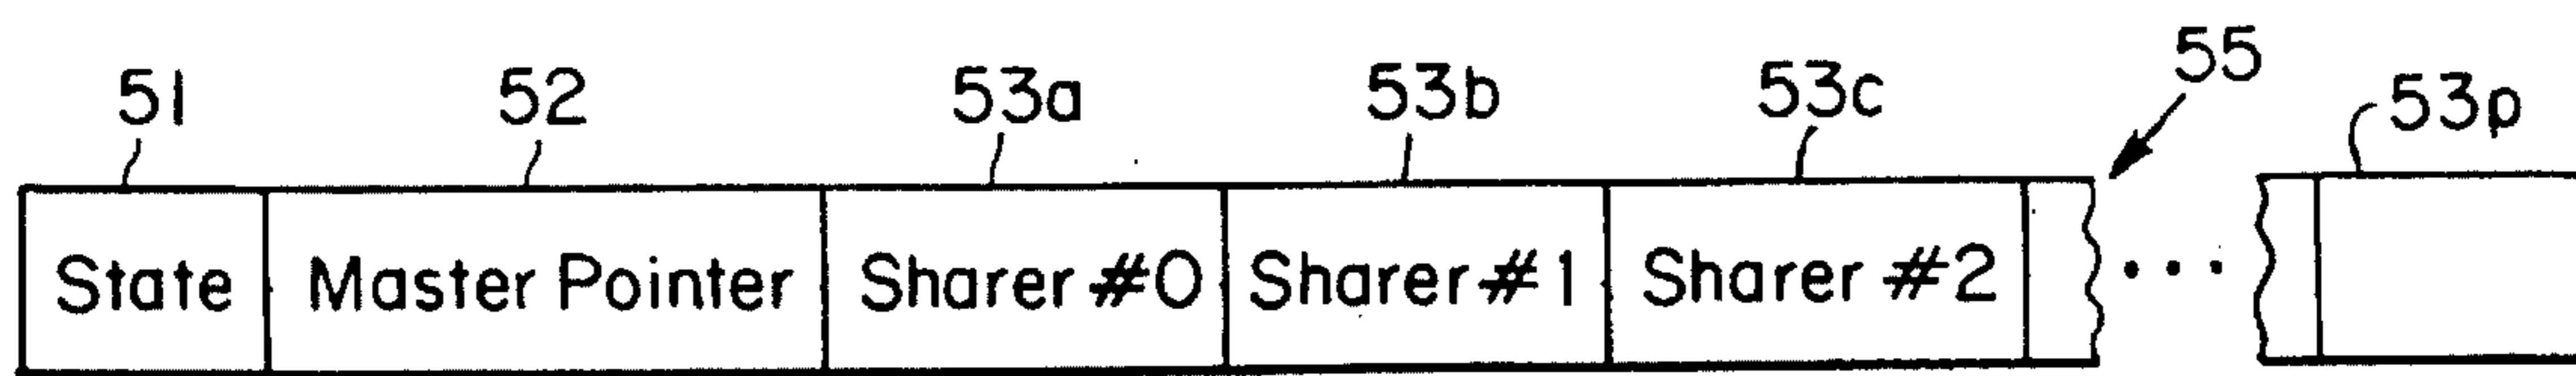 51 52 53a 53b 53c 55 53p
State Master Pointer Sharer #0 Sharer #1 Sharer #2 ...